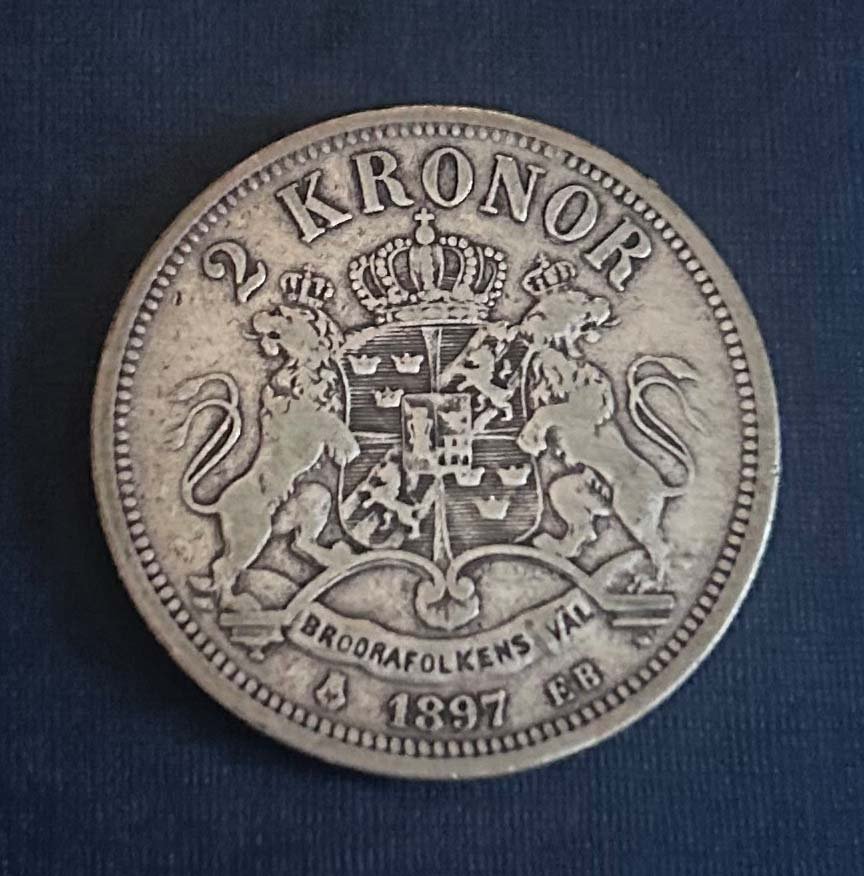 2 KRONOR
BRODRAFOLKENS VÄL
1897 EB